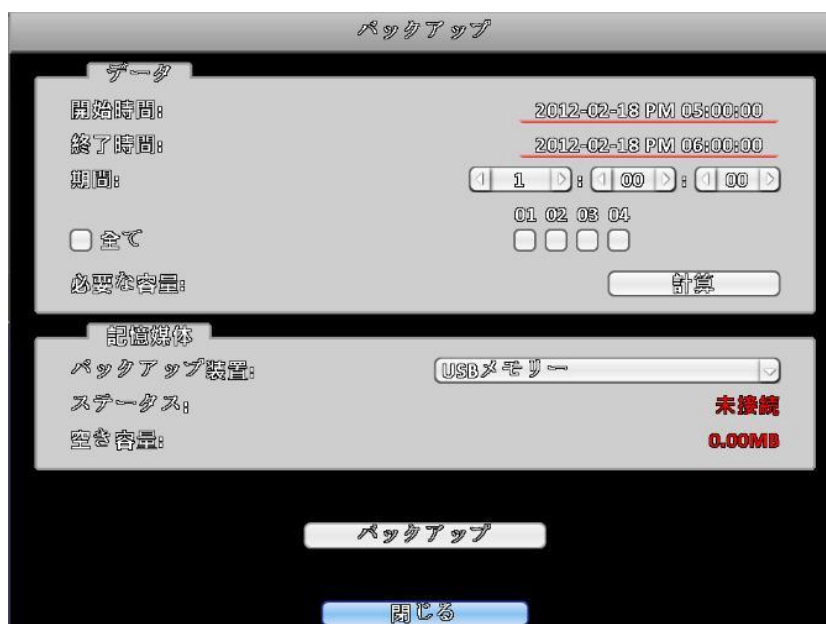 バックアップ
データ
開始時間: 2012-02-18 PM 05:00:00
終了時間: 2012-02-18 PM 06:00:00
期間: 1 : 00 : 00
01 02 03 04
全て
必要な容量: 計算
記憶媒体
バックアップ装置: USBメモリー
ステータス: 未接続
空き容量: 0.00MB
バックアップ
閉じる